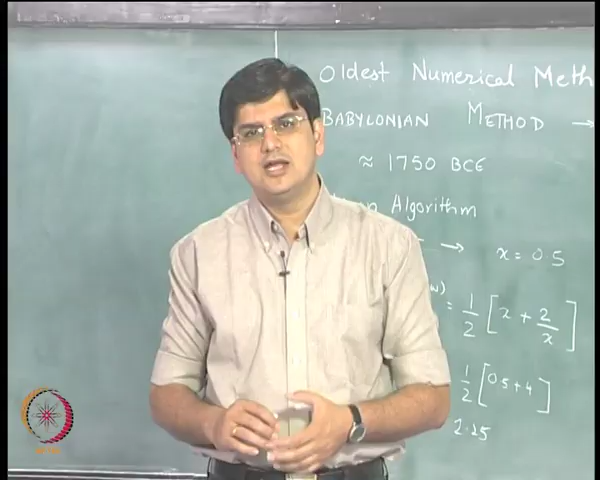 Oldest Numerical Meth
BABYLONIAN METHOD →
≈ 1750 BCE
Algorithm
→ x = 0.5
= 1/2 [x + 2/x]
1/2 [0.5 + 4]
2.25